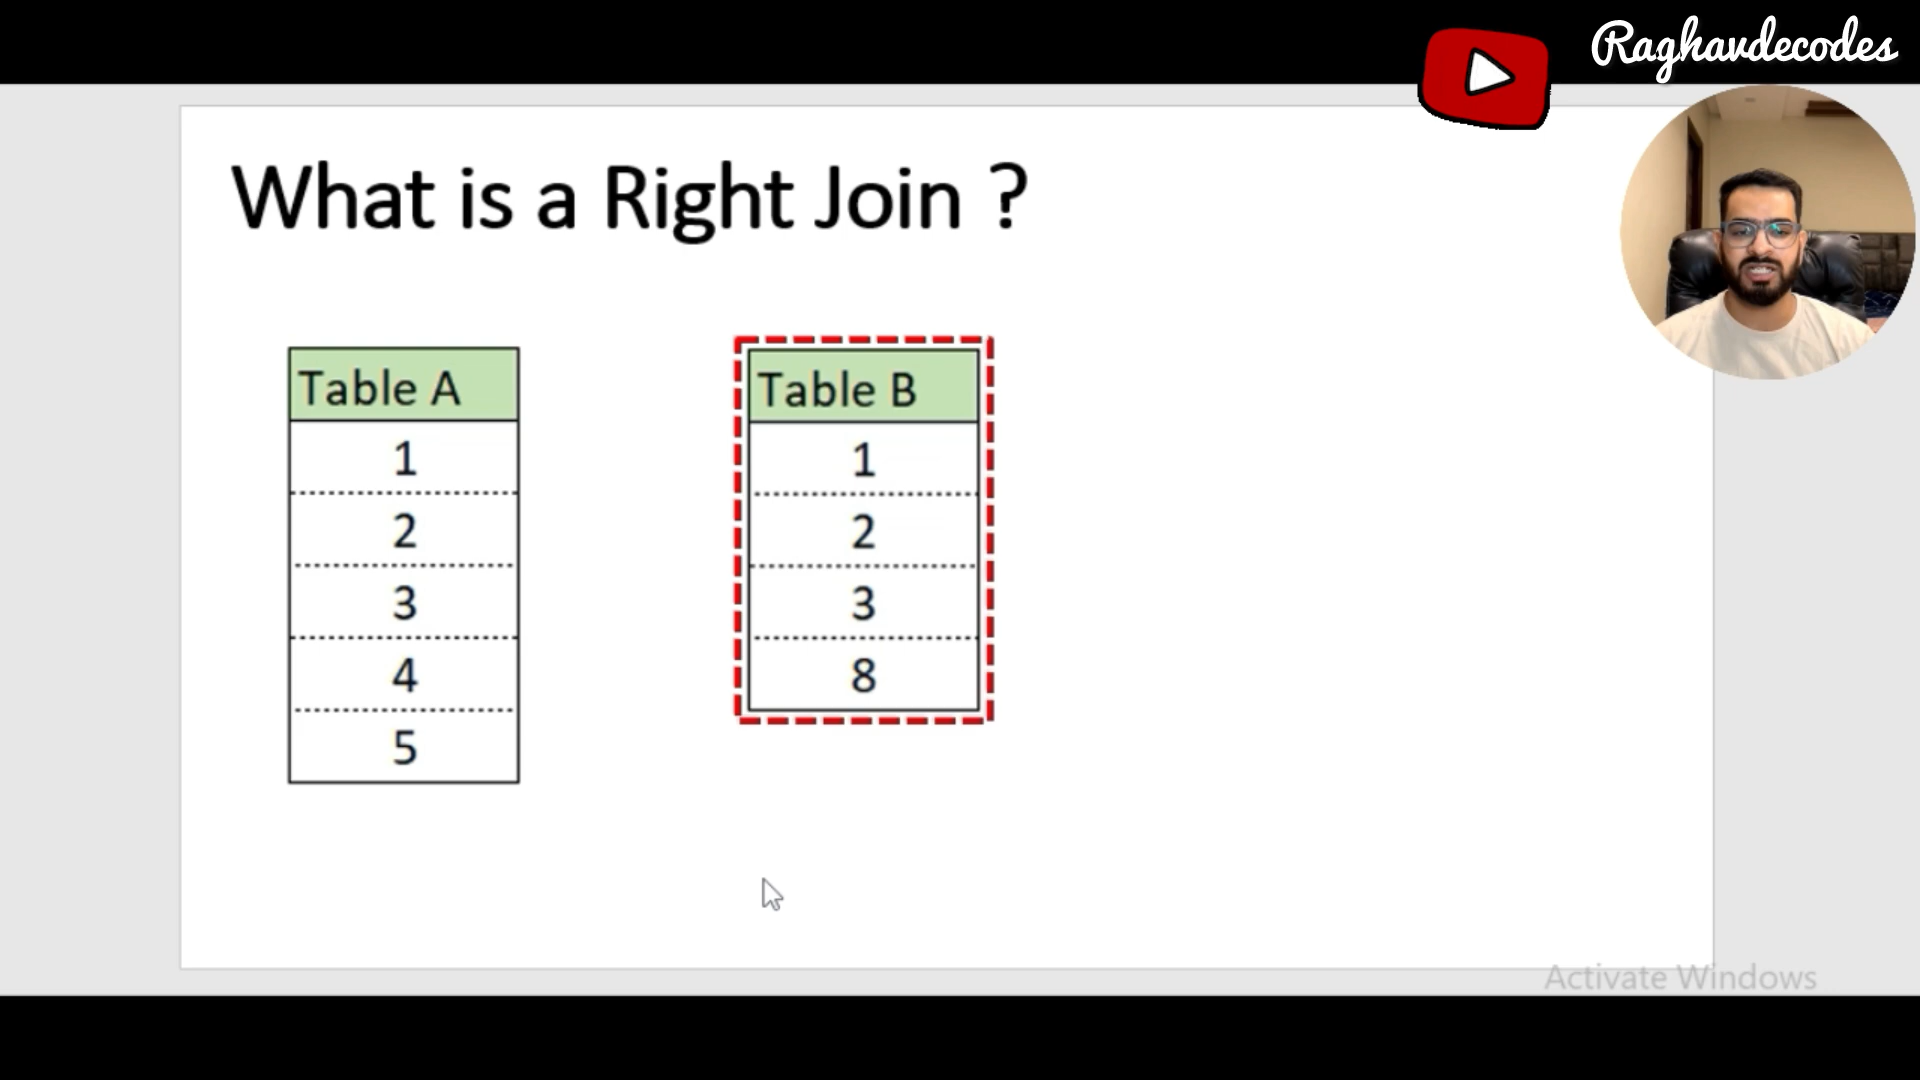 Raghavdecodes
What is a Right Join ?
Table A
1
2
3
4
5
Table B
1
2
3
8
Activate Windows